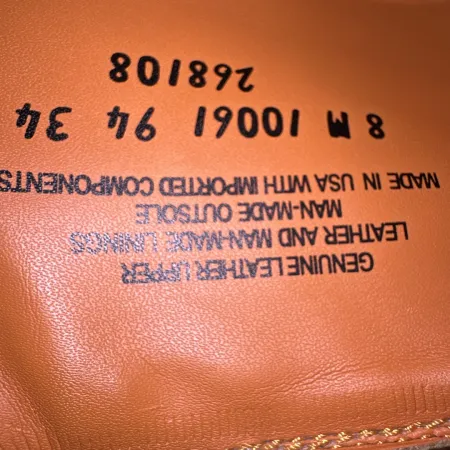 GENUINE LEATHER UPPER
LEATHER AND MAN-MADE LININGS
MAN-MADE OUTSOLE
MADE IN USA WITH IMPORTED COMPONENTS
8 M 10061 94 34
268108